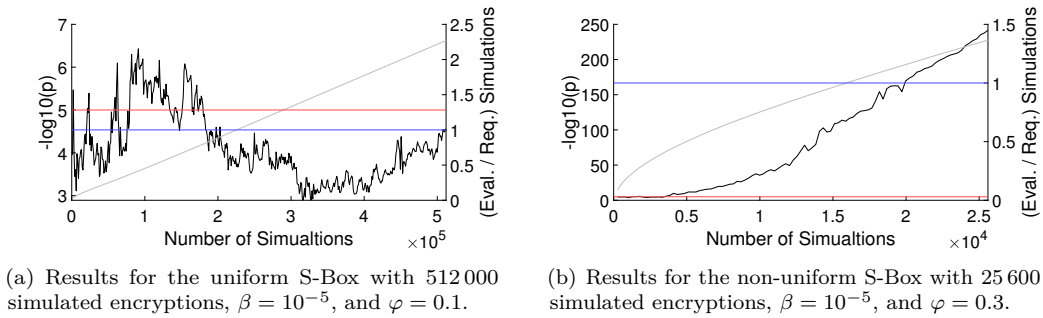 7
6
5
4
3
-log10(p)
2.5
2
1.5
1
0.5
0
(Eval. / Req.) Simulations
0 1 2 3 4 5
×10^5
Number of Simualtions
250
200
150
100
50
0
-log10(p)
1.5
1
0.5
0
(Eval. / Req.) Simulations
0 0.5 1 1.5 2 2.5
×10^4
Number of Simualtions
(a) Results for the uniform S-Box with 512 000
simulated encryptions, β = 10^−5, and φ = 0.1.
(b) Results for the non-uniform S-Box with 25 600
simulated encryptions, β = 10^−5, and φ = 0.3.